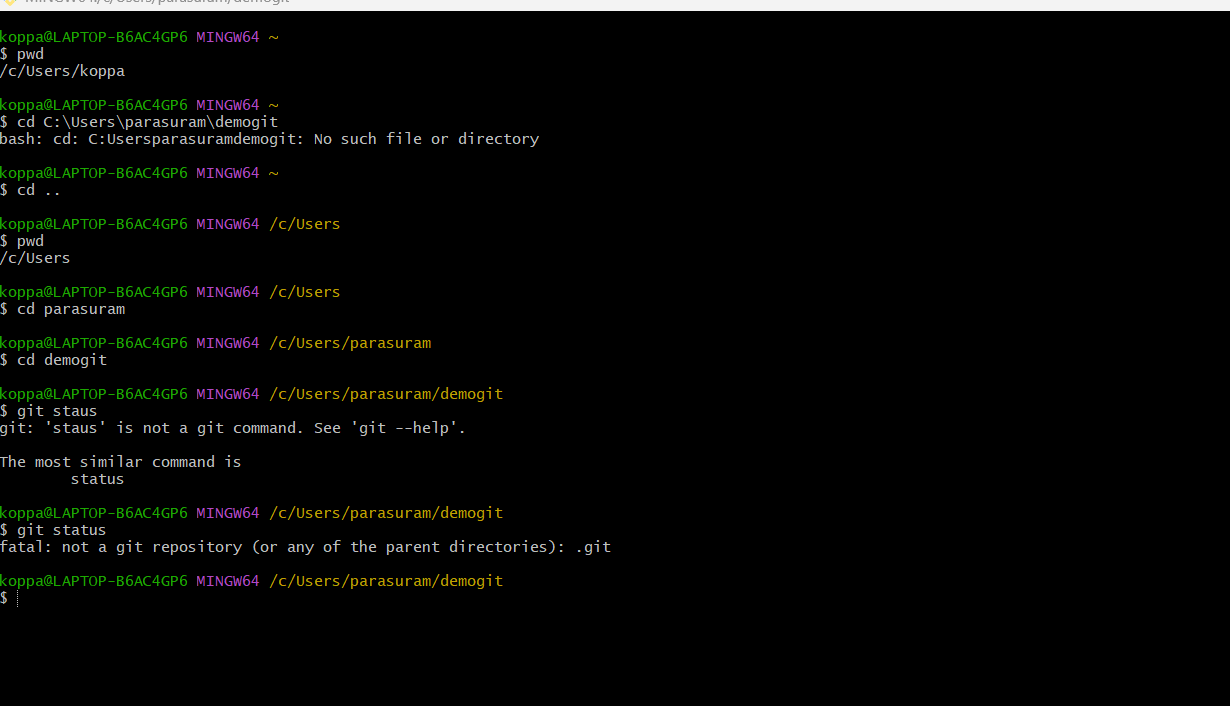 MINGW64:/c/Users/parasuram/demogit
koppa@LAPTOP-B6AC4GP6 MINGW64 ~
$ pwd
/c/Users/koppa
koppa@LAPTOP-B6AC4GP6 MINGW64 ~
$ cd C:\Users\parasuram\demogit
bash: cd: C:Usersparasuramdemogit: No such file or directory
koppa@LAPTOP-B6AC4GP6 MINGW64 ~
$ cd ..
koppa@LAPTOP-B6AC4GP6 MINGW64 /c/Users
$ pwd
/c/Users
koppa@LAPTOP-B6AC4GP6 MINGW64 /c/Users
$ cd parasuram
koppa@LAPTOP-B6AC4GP6 MINGW64 /c/Users/parasuram
$ cd demogit
koppa@LAPTOP-B6AC4GP6 MINGW64 /c/Users/parasuram/demogit
$ git staus
git: 'staus' is not a git command. See 'git --help'.
The most similar command is
status
koppa@LAPTOP-B6AC4GP6 MINGW64 /c/Users/parasuram/demogit
$ git status
fatal: not a git repository (or any of the parent directories): .git
koppa@LAPTOP-B6AC4GP6 MINGW64 /c/Users/parasuram/demogit
$